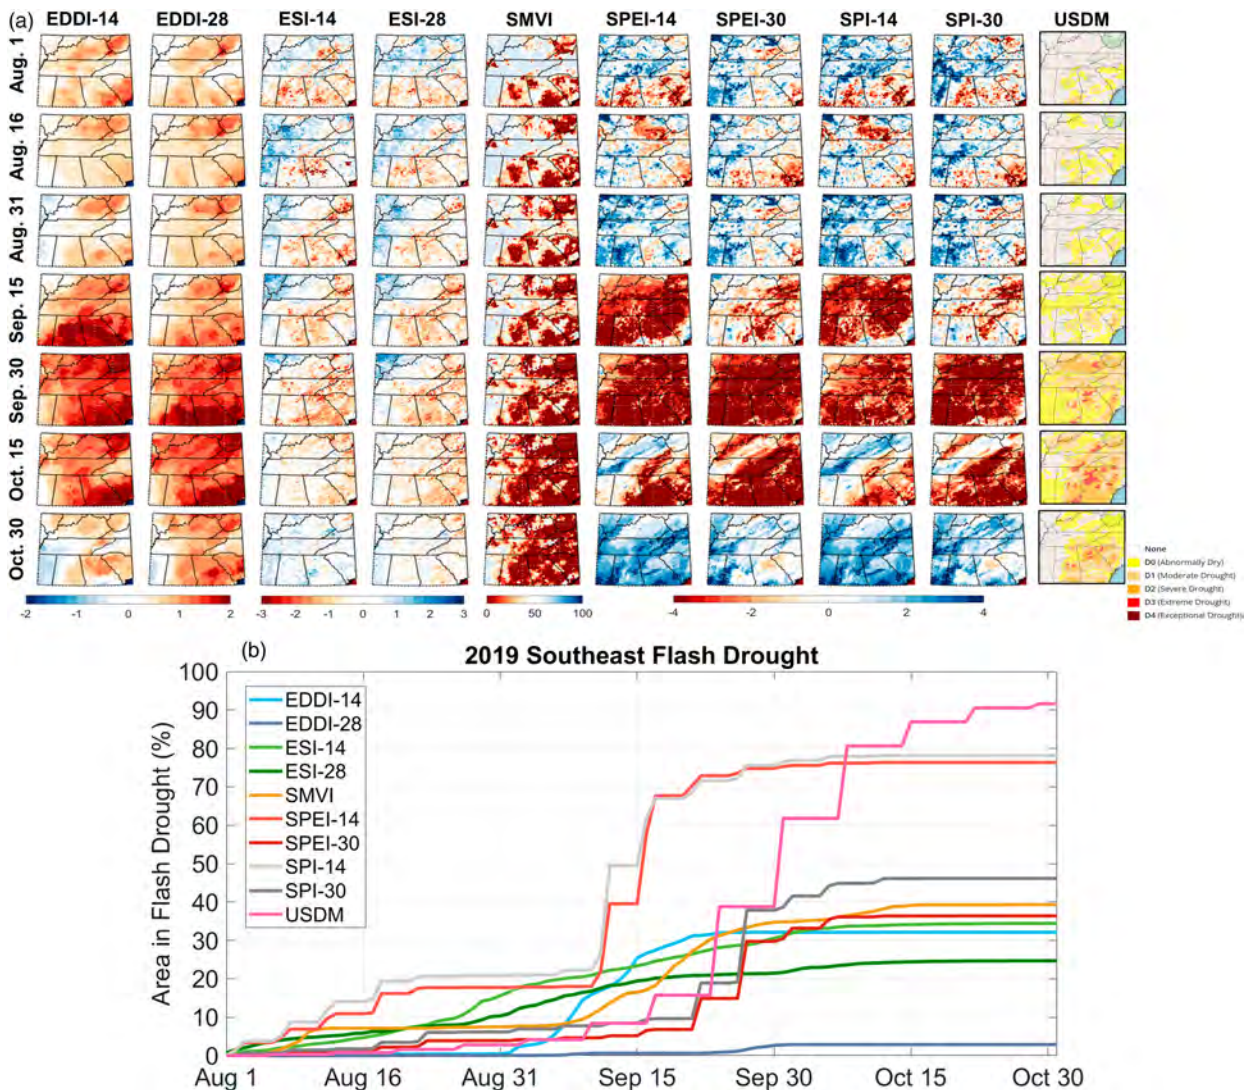 (a) EDDI-14 EDDI-28 ESI-14 ESI-28 SMVI SPEI-14 SPEI-30 SPI-14 SPI-30 USDM
Aug. 1
Aug. 16
Aug. 31
Sep. 15
Sep. 30
Oct. 15
Oct. 30
None
D0 (Abnormally Dry)
D1 (Moderate Drought)
D2 (Severe Drought)
D3 (Extreme Drought)
D4 (Exceptional Drought)
-2 -1 0 1 2 -3 -2 -1 0 1 2 3 0 50 100 -4 -2 0 2 4
(b) 2019 Southeast Flash Drought
Area in Flash Drought (%)
100
90
80
70
60
50
40
30
20
10
0
EDDI-14
EDDI-28
ESI-14
ESI-28
SMVI
SPEI-14
SPEI-30
SPI-14
SPI-30
USDM
Aug 1 Aug 16 Aug 31 Sep 15 Sep 30 Oct 15 Oct 30